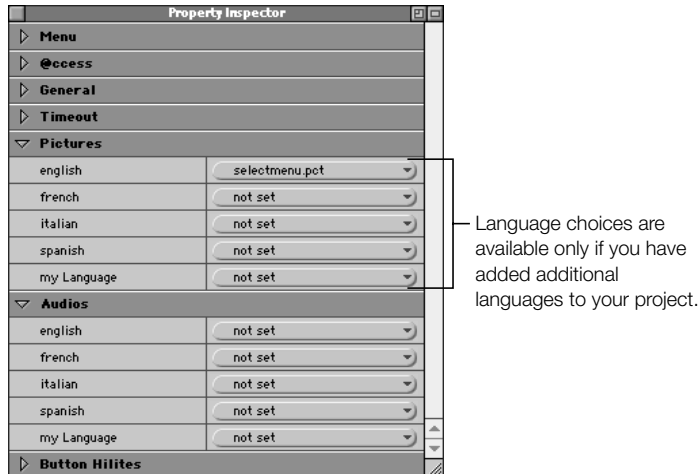 Property Inspector
Menu
@ccess
General
Timeout
Pictures
english selectmenu.pct
french not set
italian not set
spanish not set
my Language not set
Language choices are
available only if you have
added additional
languages to your project.
Audios
english not set
french not set
italian not set
spanish not set
my Language not set
Button Hilites